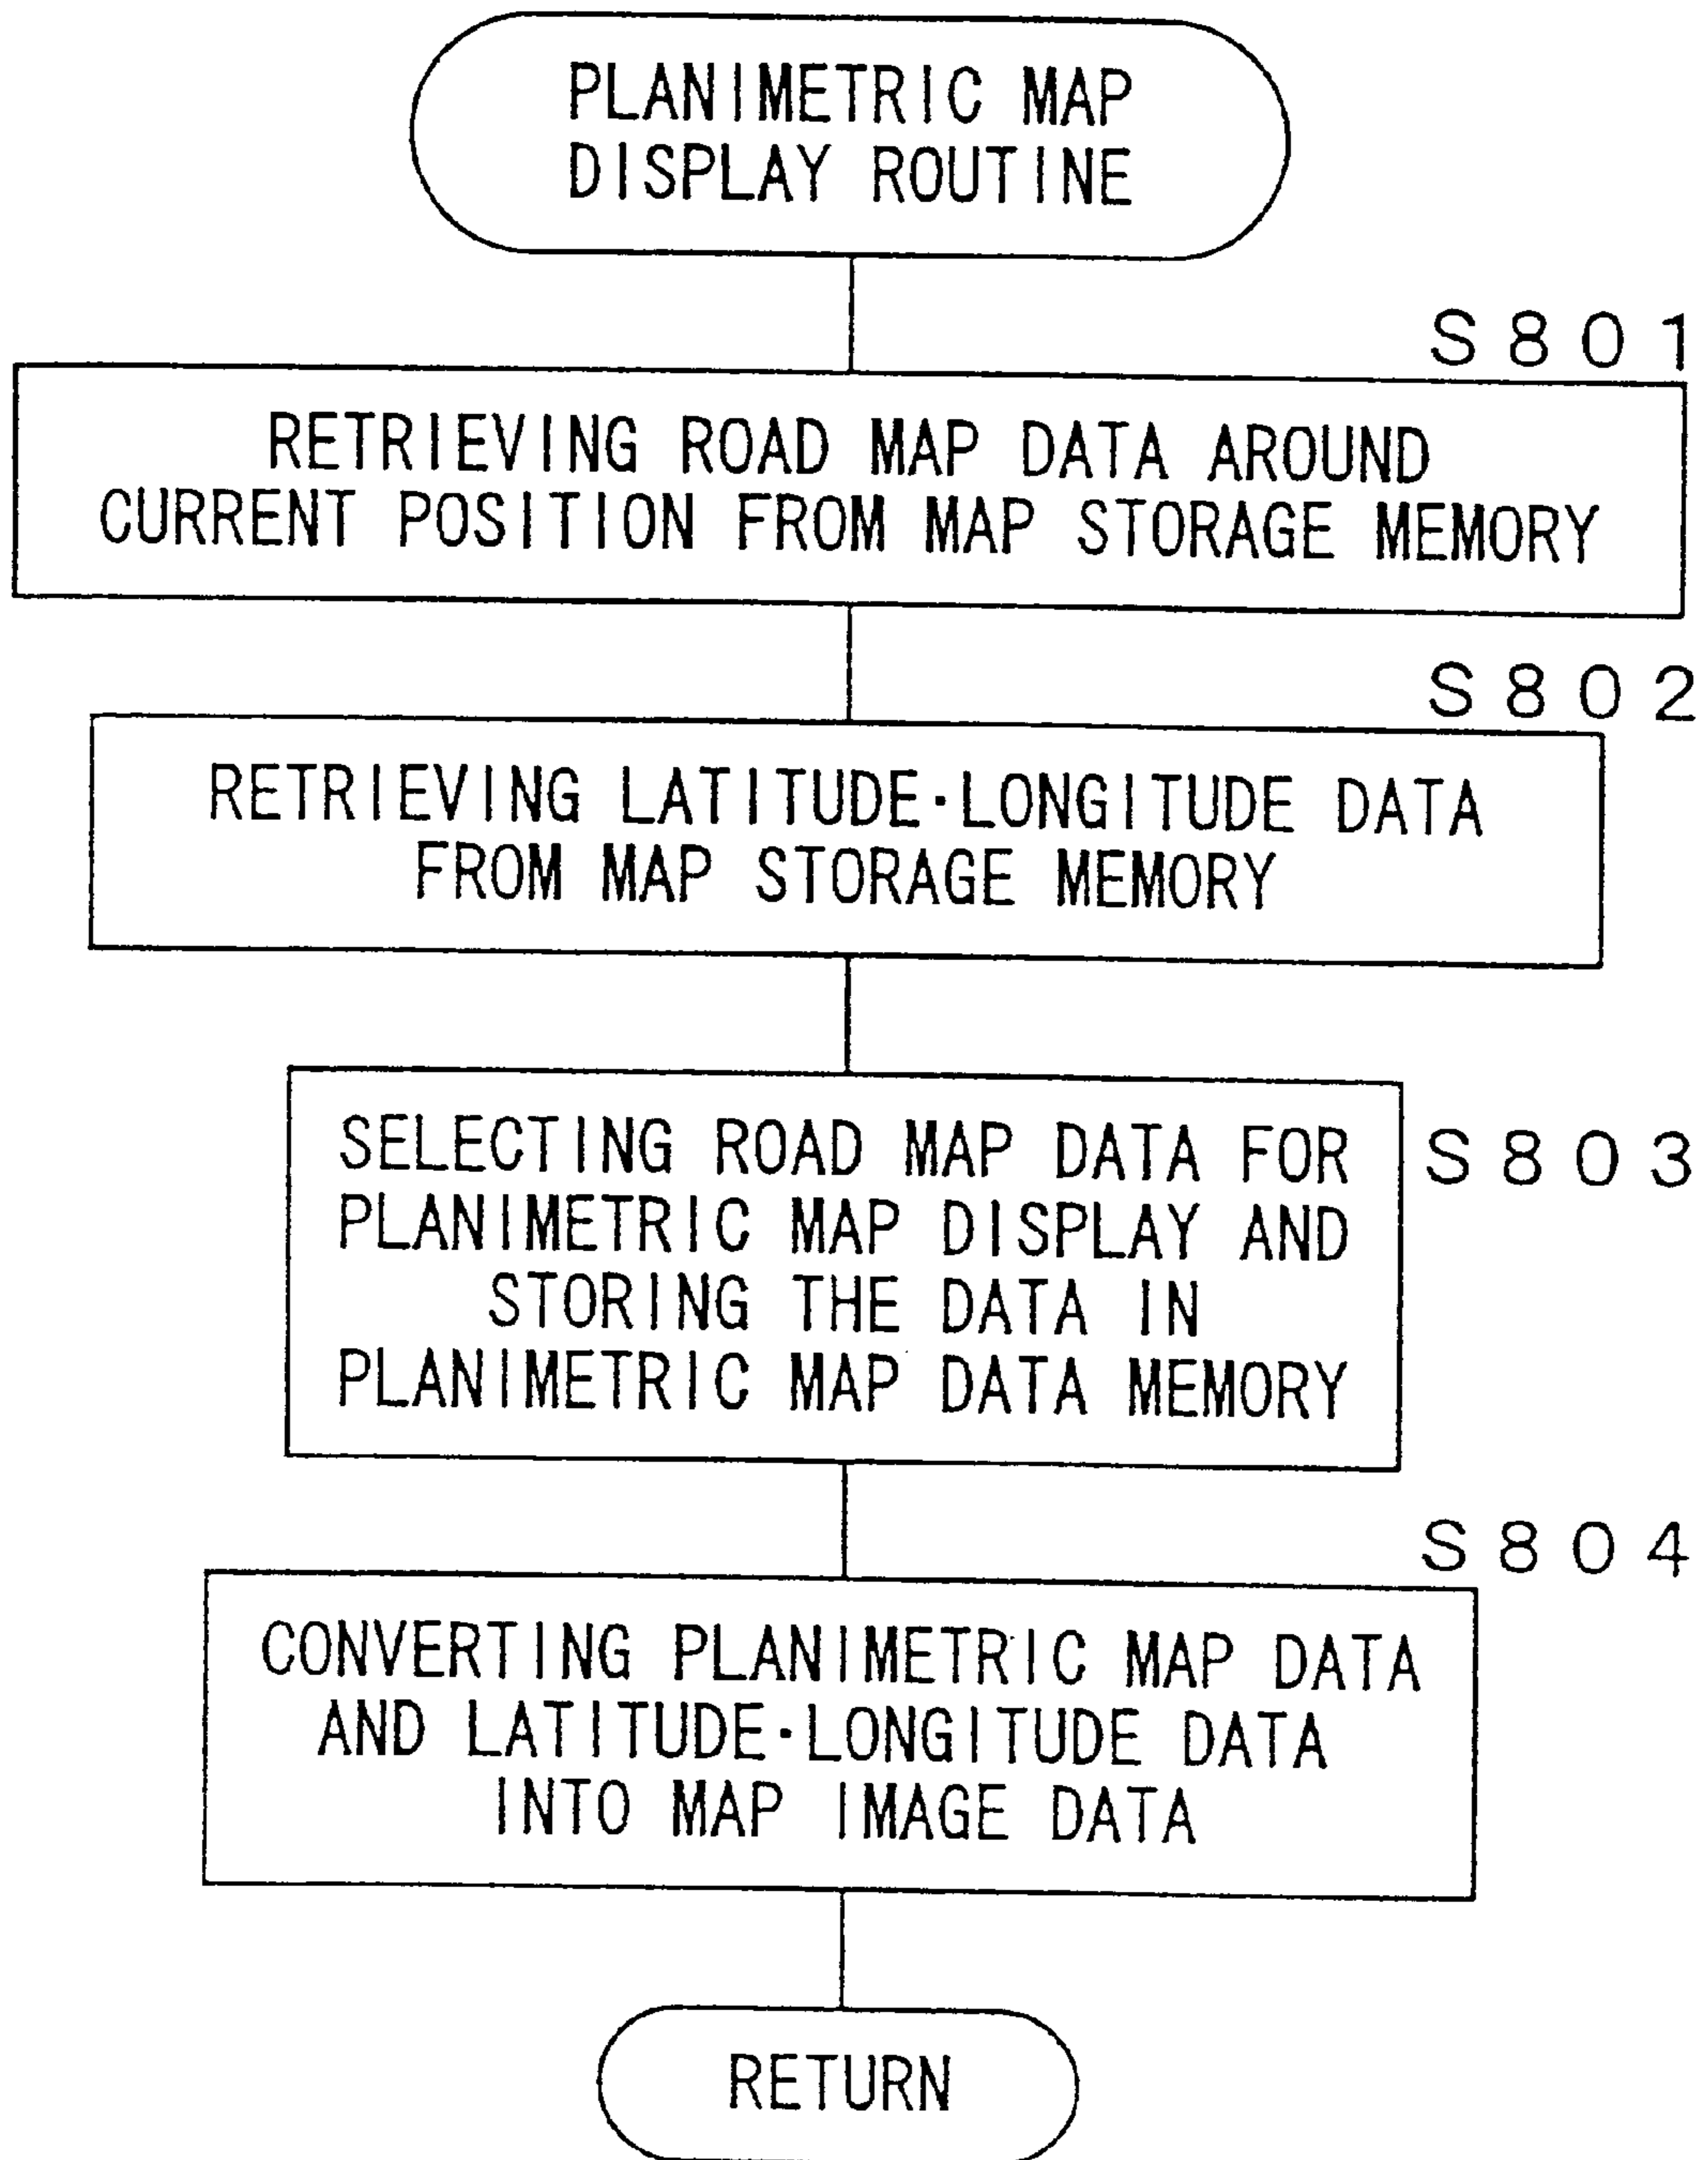 PLANIMETRIC MAP
DISPLAY ROUTINE
S801
RETRIEVING ROAD MAP DATA AROUND
CURRENT POSITION FROM MAP STORAGE MEMORY
S802
RETRIEVING LATITUDE·LONGITUDE DATA
FROM MAP STORAGE MEMORY
S803
SELECTING ROAD MAP DATA FOR
PLANIMETRIC MAP DISPLAY AND
STORING THE DATA IN
PLANIMETRIC MAP DATA MEMORY
S804
CONVERTING PLANIMETRIC MAP DATA
AND LATITUDE·LONGITUDE DATA
INTO MAP IMAGE DATA
RETURN